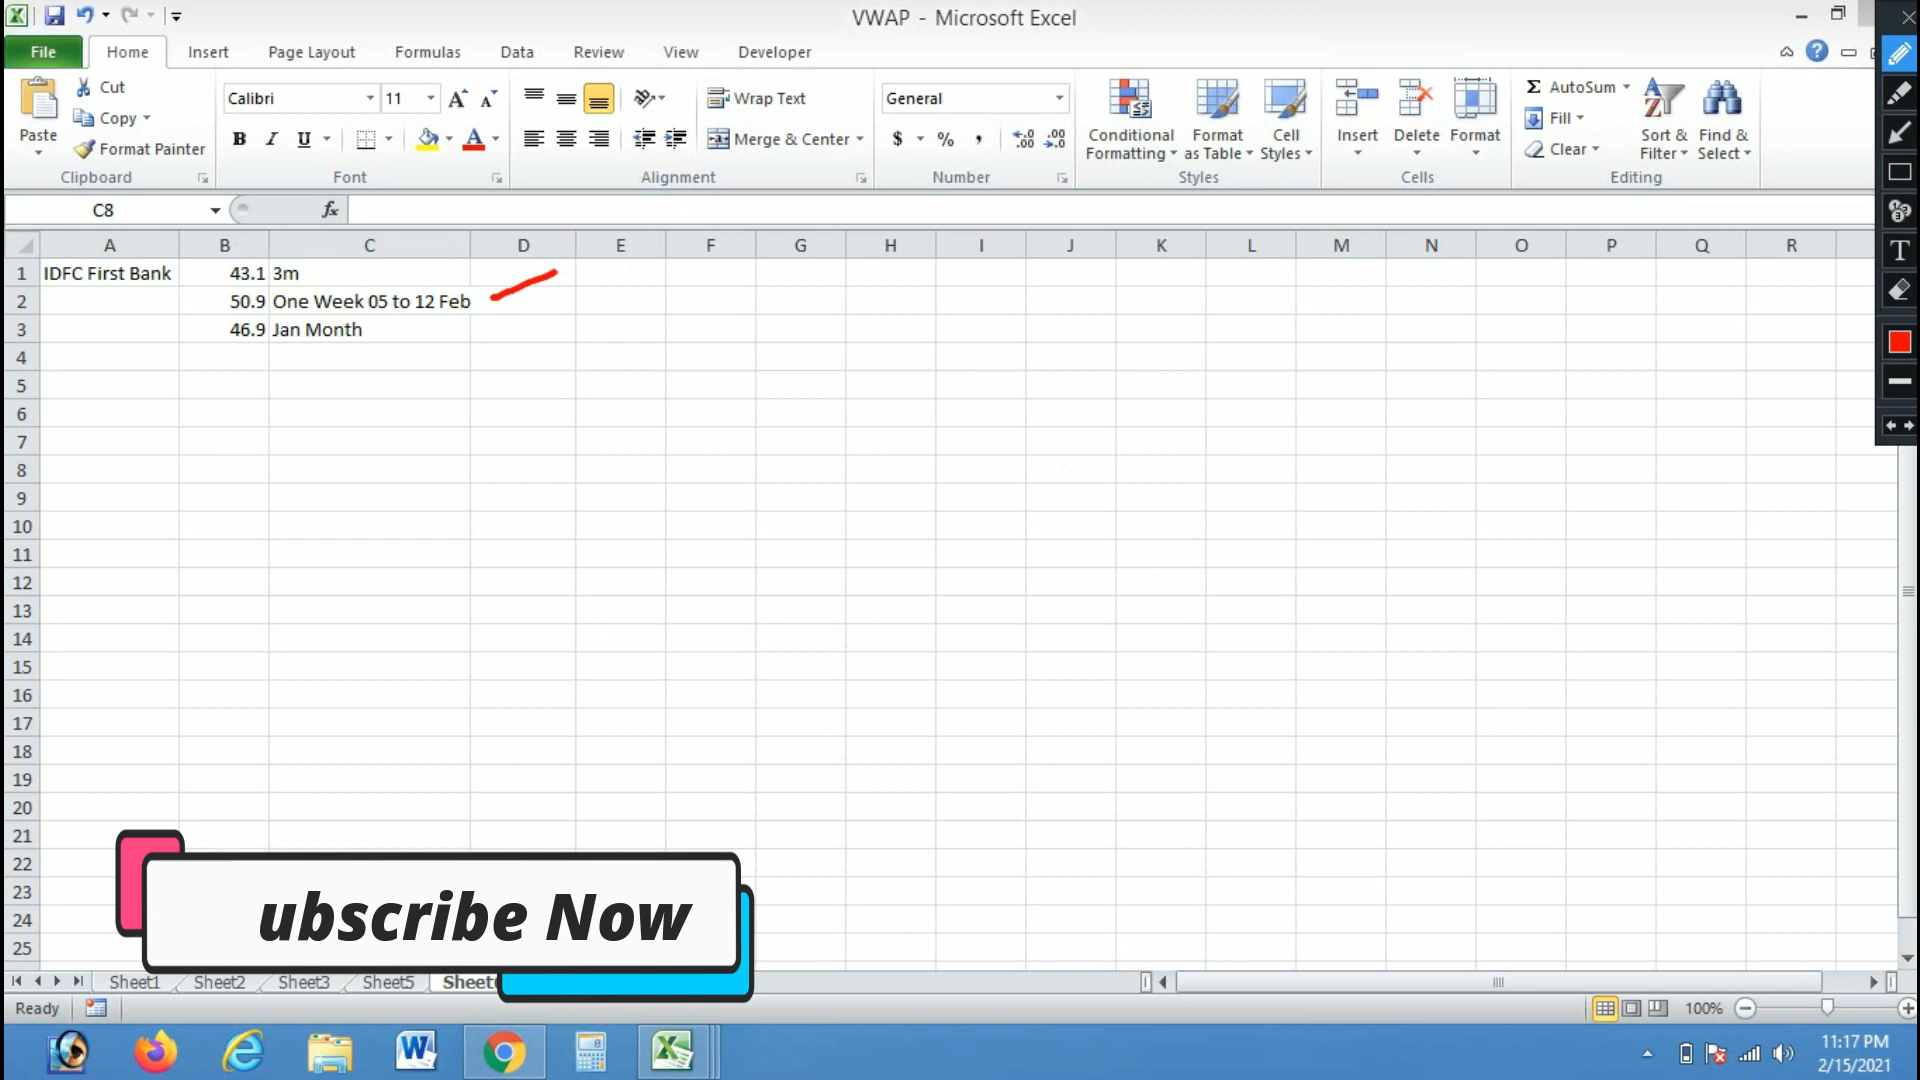 VWAP - Microsoft Excel
File Home Insert Page Layout Formulas Data Review View Developer
Paste
Cut
Copy
Format Painter
Clipboard
Calibri 11
B I U
A
Font
Wrap Text
Merge & Center
Alignment
General
$ % ,
Number
Conditional Formatting
Format as Table
Cell Styles
Styles
Insert Delete Format
Cells
Σ AutoSum
Fill
Clear
Sort & Filter
Find & Select
Editing
T
C8 fx
A B C D E F G H I J K L M N O P Q R
1 IDFC First Bank 43.1 3m
2 50.9 One Week 05 to 12 Feb
3 46.9 Jan Month
4
5
6
7
8
9
10
11
12
13
14
15
16
17
18
19
20
21
22
23
24
25
ubscribe Now
Sheet1 Sheet2 Sheet3 Sheet5 Sheet
Ready 100%
11:17 PM
2/15/2021